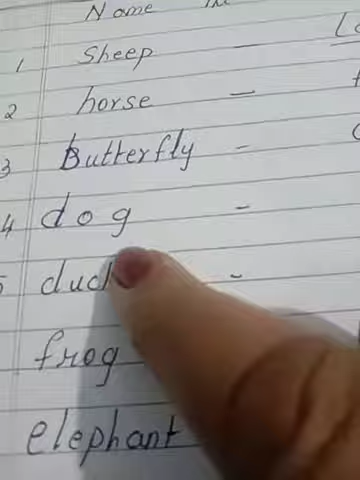 Name
1 Sheep -
2 horse -
3 Butterfly -
4 dog -
5 duc -
frog
elephant